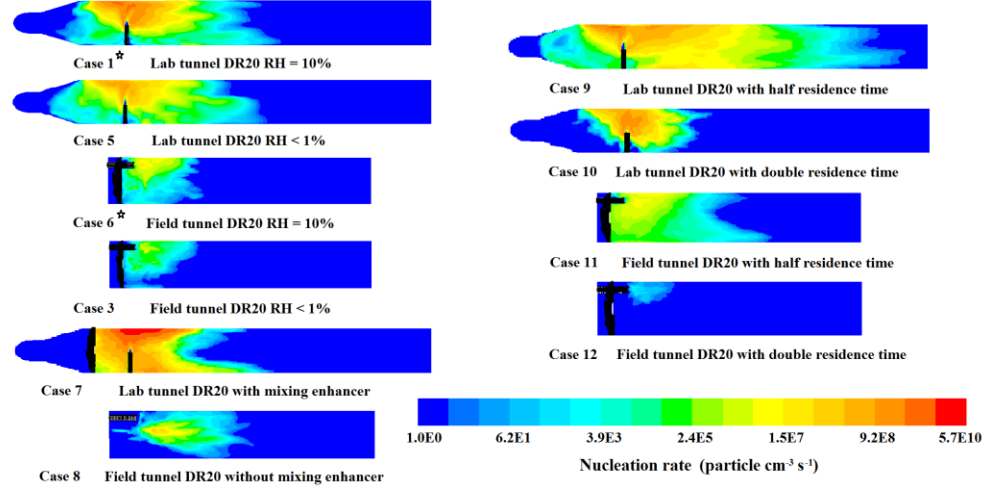 Case 1☆ Lab tunnel DR20 RH = 10%
Case 5 Lab tunnel DR20 RH < 1%
Case 6☆ Field tunnel DR20 RH = 10%
Case 3 Field tunnel DR20 RH < 1%
Case 7 Lab tunnel DR20 with mixing enhancer
Case 8 Field tunnel DR20 without mixing enhancer
Case 9 Lab tunnel DR20 with half residence time
Case 10 Lab tunnel DR20 with double residence time
Case 11 Field tunnel DR20 with half residence time
Case 12 Field tunnel DR20 with double residence time
1.0E0 6.2E1 3.9E3 2.4E5 1.5E7 9.2E8 5.7E10
Nucleation rate (particle cm⁻³ s⁻¹)